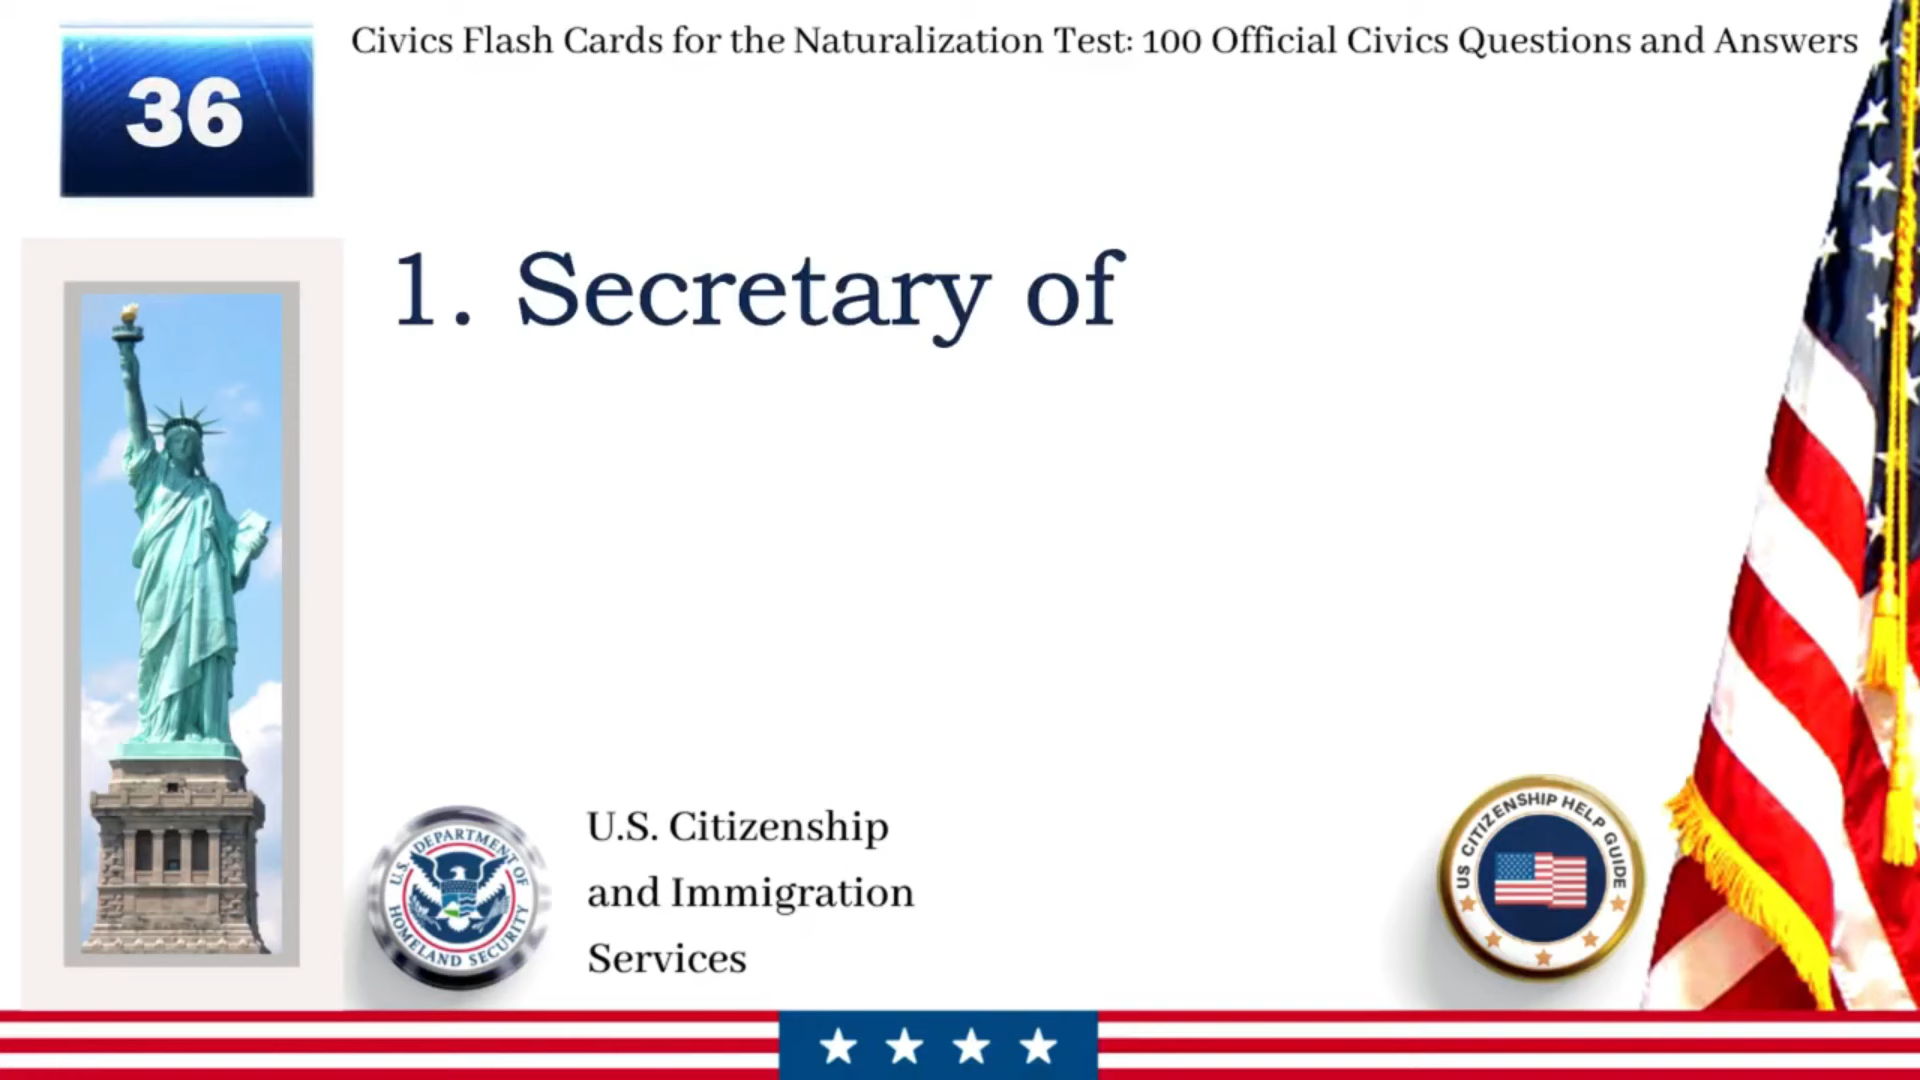 Civics Flash Cards for the Naturalization Test: 100 Official Civics Questions and Answers
36
1. Secretary of
U.S. Citizenship
and Immigration
Services
U.S. DEPARTMENT OF
HOMELAND SECURITY
US CITIZENSHIP HELP GUIDE